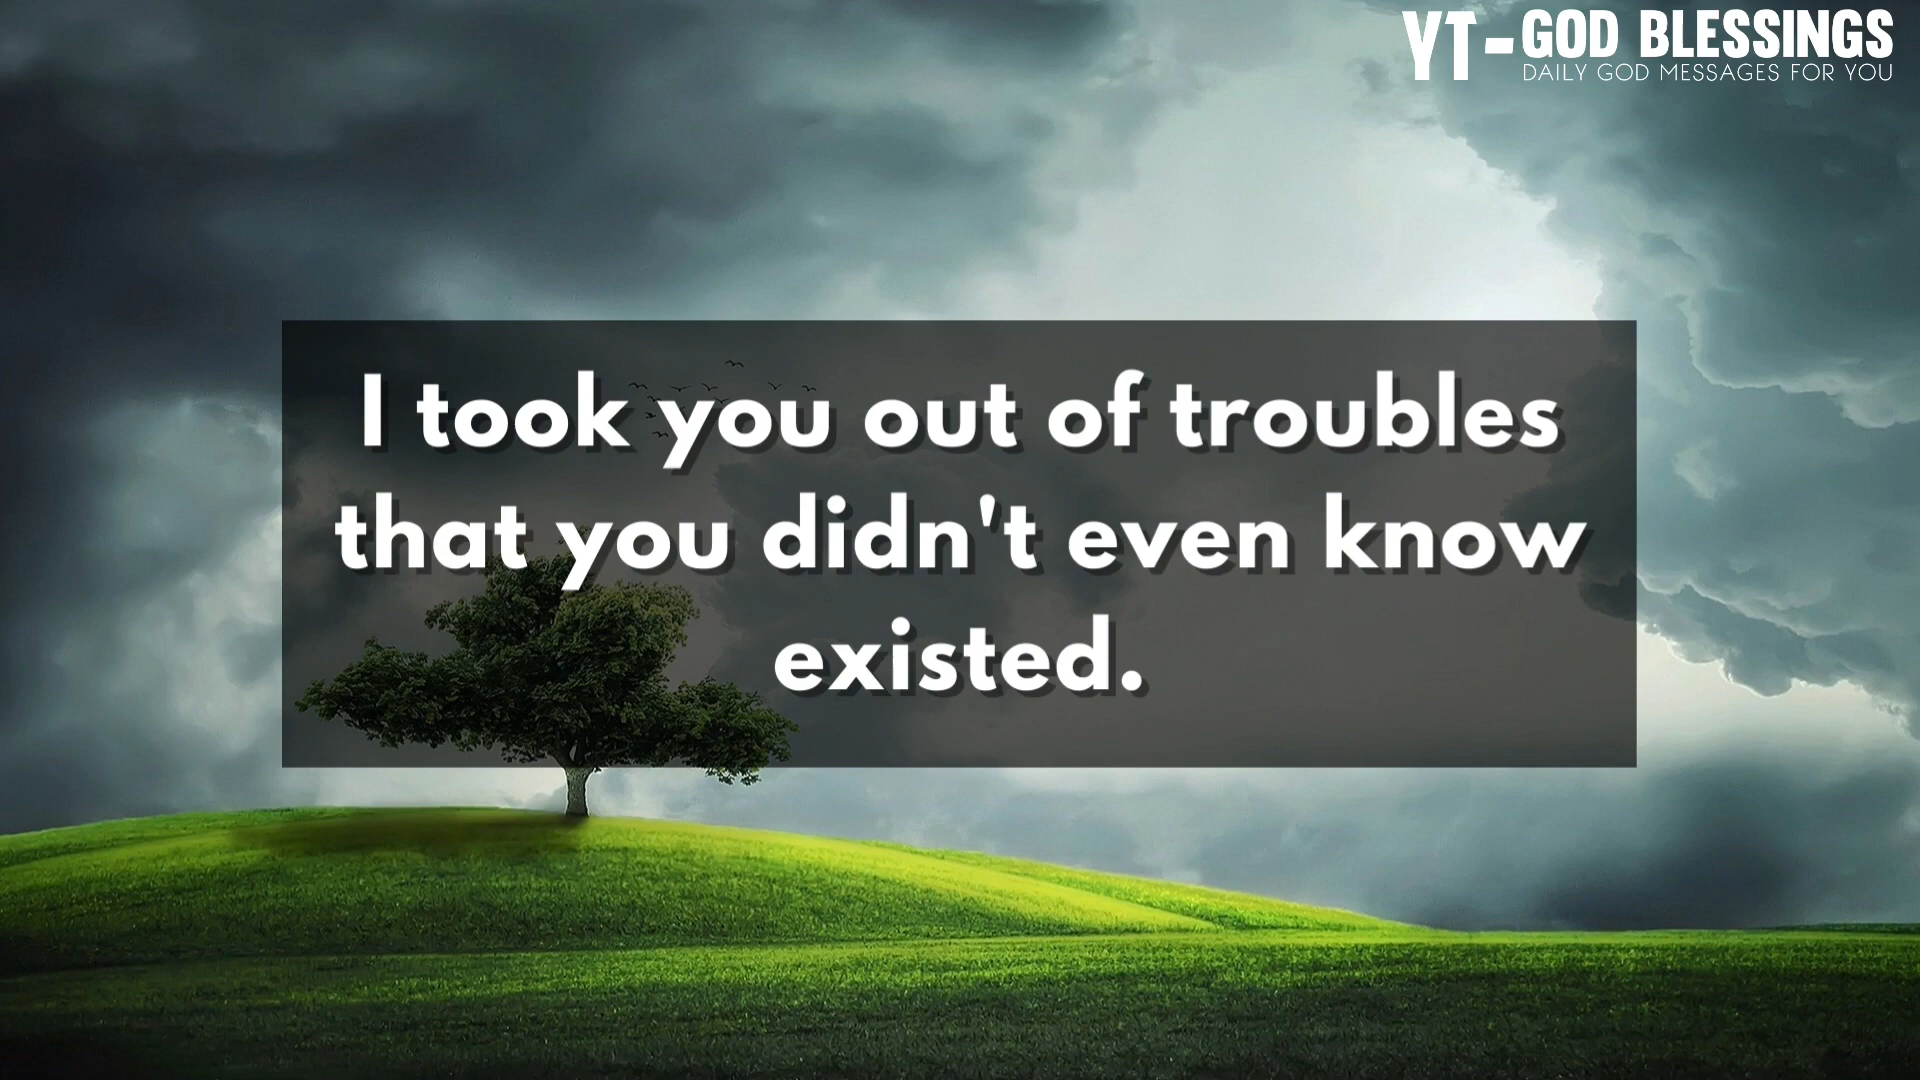 YT-GOD BLESSINGS
DAILY GOD MESSAGES FOR YOU
I took you out of troubles
that you didn't even know
existed.